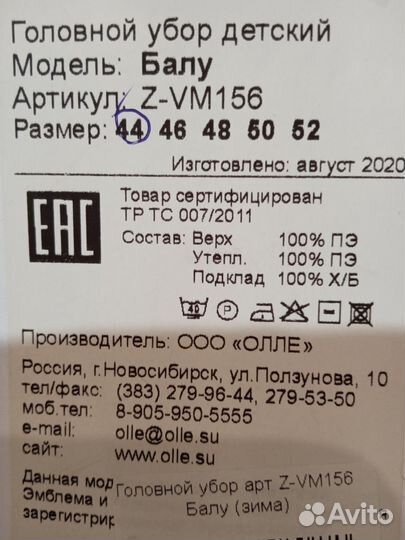 Головной убор детский
Модель: Балу
Артикул: Z-VM156
Размер: 44 46 48 50 52
Изготовлено: август 2020
EAC
Товар сертифицирован
ТР ТС 007/2011
Состав: Верх 100% ПЭ
Утепл. 100% ПЭ
Подклад 100% Х/Б
40 P
Производитель: ООО «ОЛЛЕ»
Россия, г.Новосибирск, ул.Ползунова, 10
тел/факс: (383) 279-96-44, 279-53-50
моб.тел: 8-905-950-5555
e-mail: olle@olle.su
сайт: www.olle.su
Данная мод
Эмблема и
зарегистрир
Головной убор арт Z-VM156
Балу (зима)
Avito